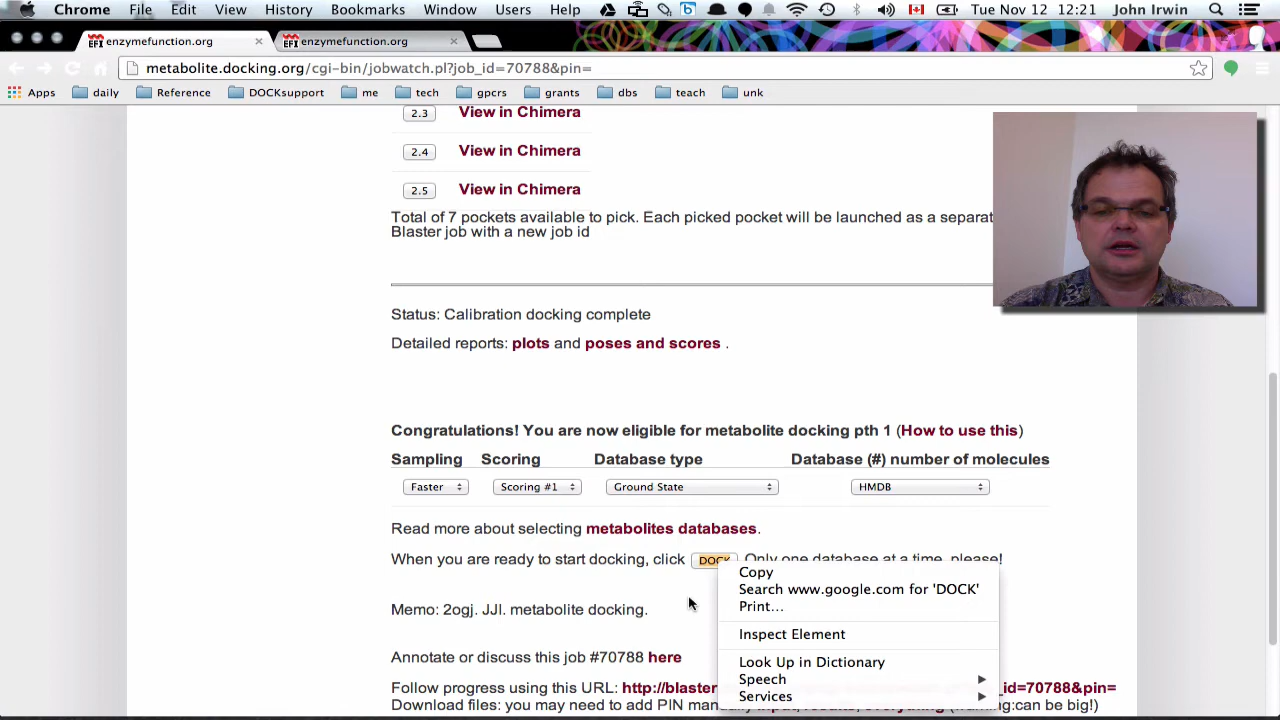 Chrome File Edit View History Bookmarks Window Users Help Tue Nov 12 12:21 John Irwin
EFI enzymefunction.org EFI enzymefunction.org
metabolite.docking.org/cgi-bin/jobwatch.pl?job_id=70788&pin=
Apps daily Reference DOCKsupport me tech gpcrs grants dbs teach unk
2.3 View in Chimera
2.4 View in Chimera
2.5 View in Chimera
Total of 7 pockets available to pick. Each picked pocket will be launched as a separat
Blaster job with a new job id
Status: Calibration docking complete
Detailed reports: plots and poses and scores .
Congratulations! You are now eligible for metabolite docking pth 1 (How to use this)
Sampling Scoring Database type Database (#) number of molecules
Faster Scoring #1 Ground State HMDB
Read more about selecting metabolites databases.
When you are ready to start docking, click DOCK Only one database at a time, please!
Copy
Search www.google.com for 'DOCK'
Print...
Inspect Element
Look Up in Dictionary
Speech
Services
Memo: 2ogj. JJI. metabolite docking.
Annotate or discuss this job #70788 here
Follow progress using this URL: http://blaster _id=70788&pin=
Download files: you may need to add PIN manually can be big!)